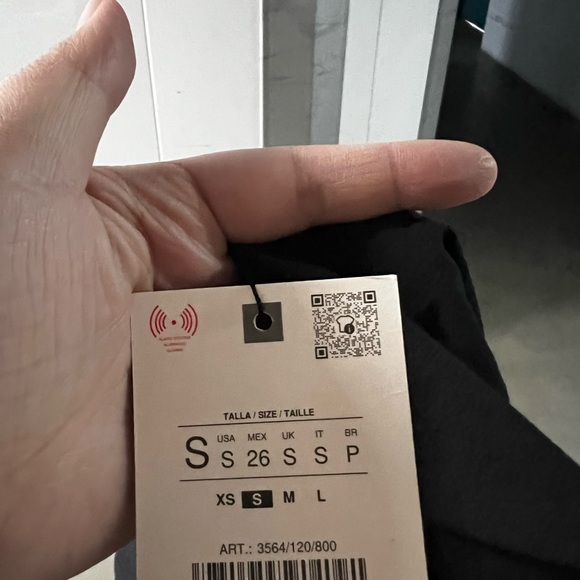 TALLA / SIZE / TAILLE
S
USA MEX UK IT BR
S 26 S S P
XS S M L
ART.: 3564/120/800